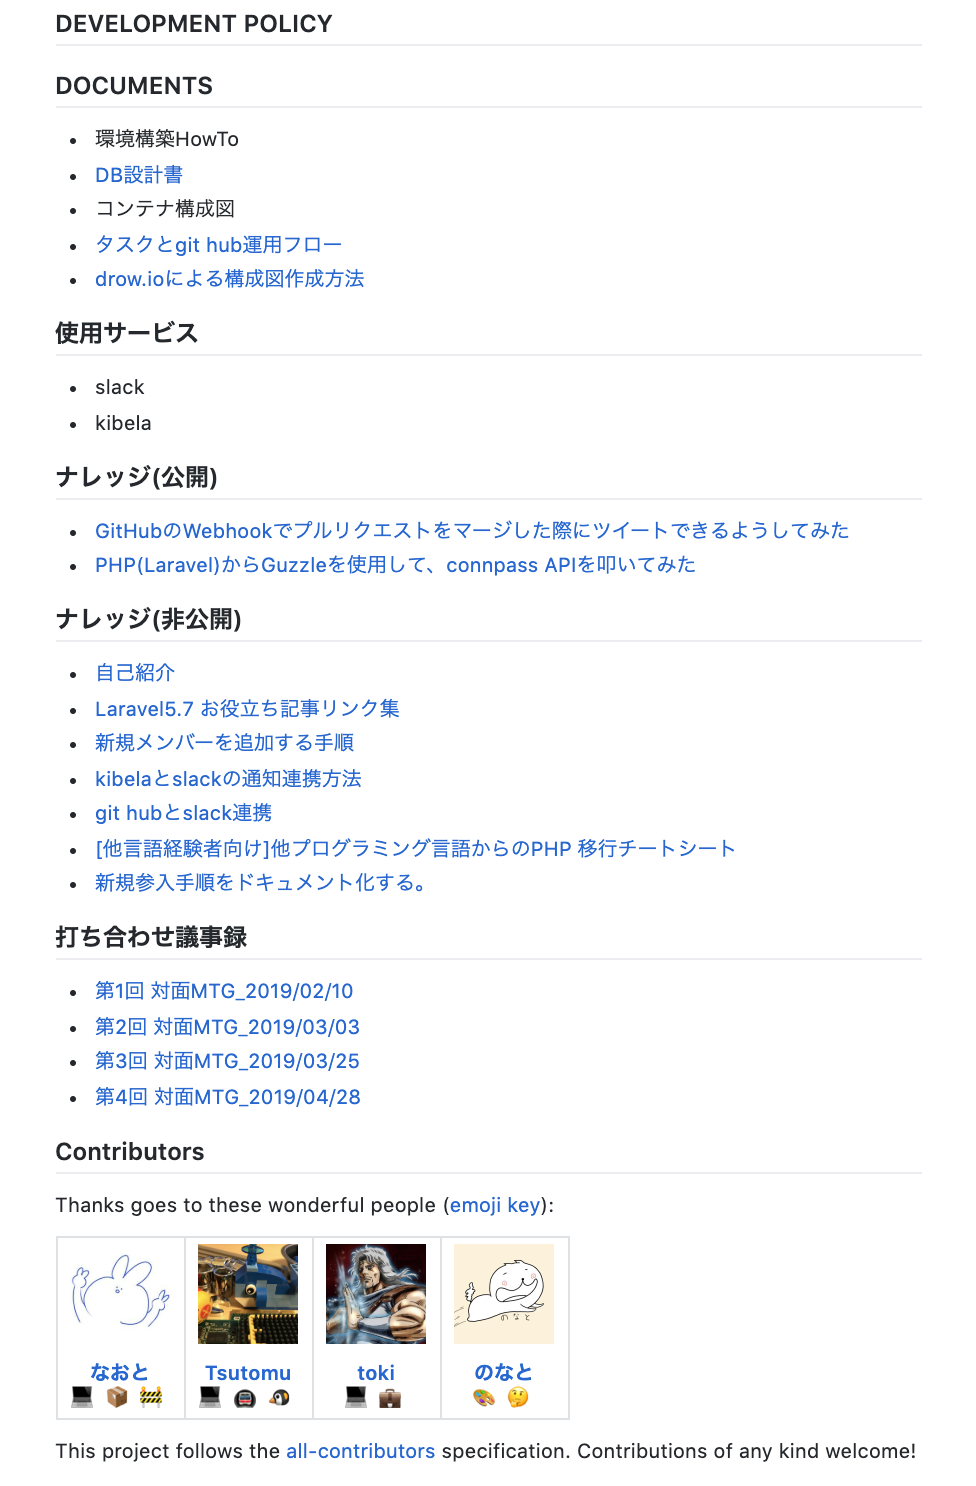 DEVELOPMENT POLICY
DOCUMENTS
環境構築HowTo
DB設計書
コンテナ構成図
タスクとgit hub運用フロー
drow.ioによる構成図作成方法
使用サービス
slack
kibela
ナレッジ(公開)
GitHubのWebhookでプルリクエストをマージした際にツイートできるようしてみた
PHP(Laravel)からGuzzleを使用して、connpass APIを叩いてみた
ナレッジ(非公開)
自己紹介
Laravel5.7 お役立ち記事リンク集
新規メンバーを追加する手順
kibelaとslackの通知連携方法
git hubとslack連携
[他言語経験者向け]他プログラミング言語からのPHP 移行チートシート
新規参入手順をドキュメント化する。
打ち合わせ議事録
第1回 対面MTG_2019/02/10
第2回 対面MTG_2019/03/03
第3回 対面MTG_2019/03/25
第4回 対面MTG_2019/04/28
Contributors
Thanks goes to these wonderful people (emoji key):
のなと
なおと Tsutomu toki のなと
This project follows the all-contributors specification. Contributions of any kind welcome!